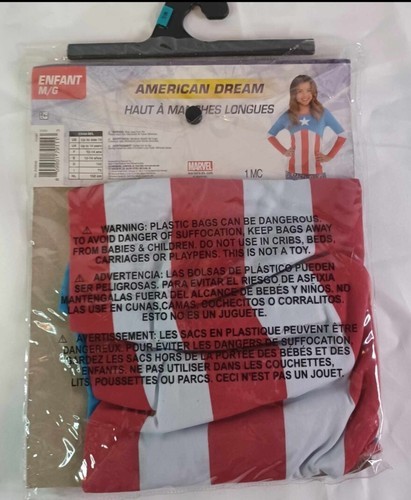 ENFANT
M/G
AMERICAN DREAM
HAUT À MANCHES LONGUES
MARVEL
1 MC
⚠ WARNING: PLASTIC BAGS CAN BE DANGEROUS.
TO AVOID DANGER OF SUFFOCATION, KEEP BAGS AWAY
FROM BABIES & CHILDREN. DO NOT USE IN CRIBS, BEDS,
CARRIAGES OR PLAYPENS. THIS IS NOT A TOY.
⚠ ADVERTENCIA: LAS BOLSAS DE PLÁSTICO PUEDEN
SER PELIGROSAS. PARA EVITAR EL RIESGO DE ASFIXIA
MANTENGALAS FUERA DEL ALCANCE DE BEBES Y NIÑOS. NO
LAS USE EN CUNAS, CAMAS, COCHECITOS O CORRALITOS.
ESTO NO ES UN JUGUETE.
⚠ AVERTISSEMENT: LES SACS EN PLASTIQUE PEUVENT ÊTRE
DANGEREUX. POUR ÉVITER LES DANGERS DE SUFFOCATION,
GARDEZ LES SACS HORS DE LA PORTÉE DES BÉBÉS ET DES
ENFANTS. NE PAS UTILISER DANS LES COUCHETTES,
LITS, POUSSETTES OU PARCS. CECI N'EST PAS UN JOUET.